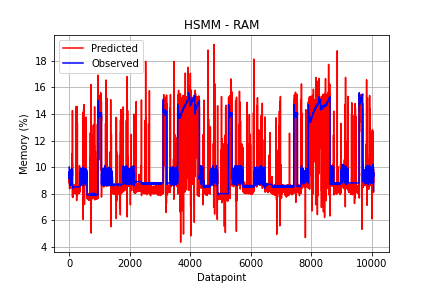 HSMM - RAM
Predicted
Observed
Memory (%)
18
16
14
12
10
8
6
4
0
2000
4000
6000
8000
10000
Datapoint